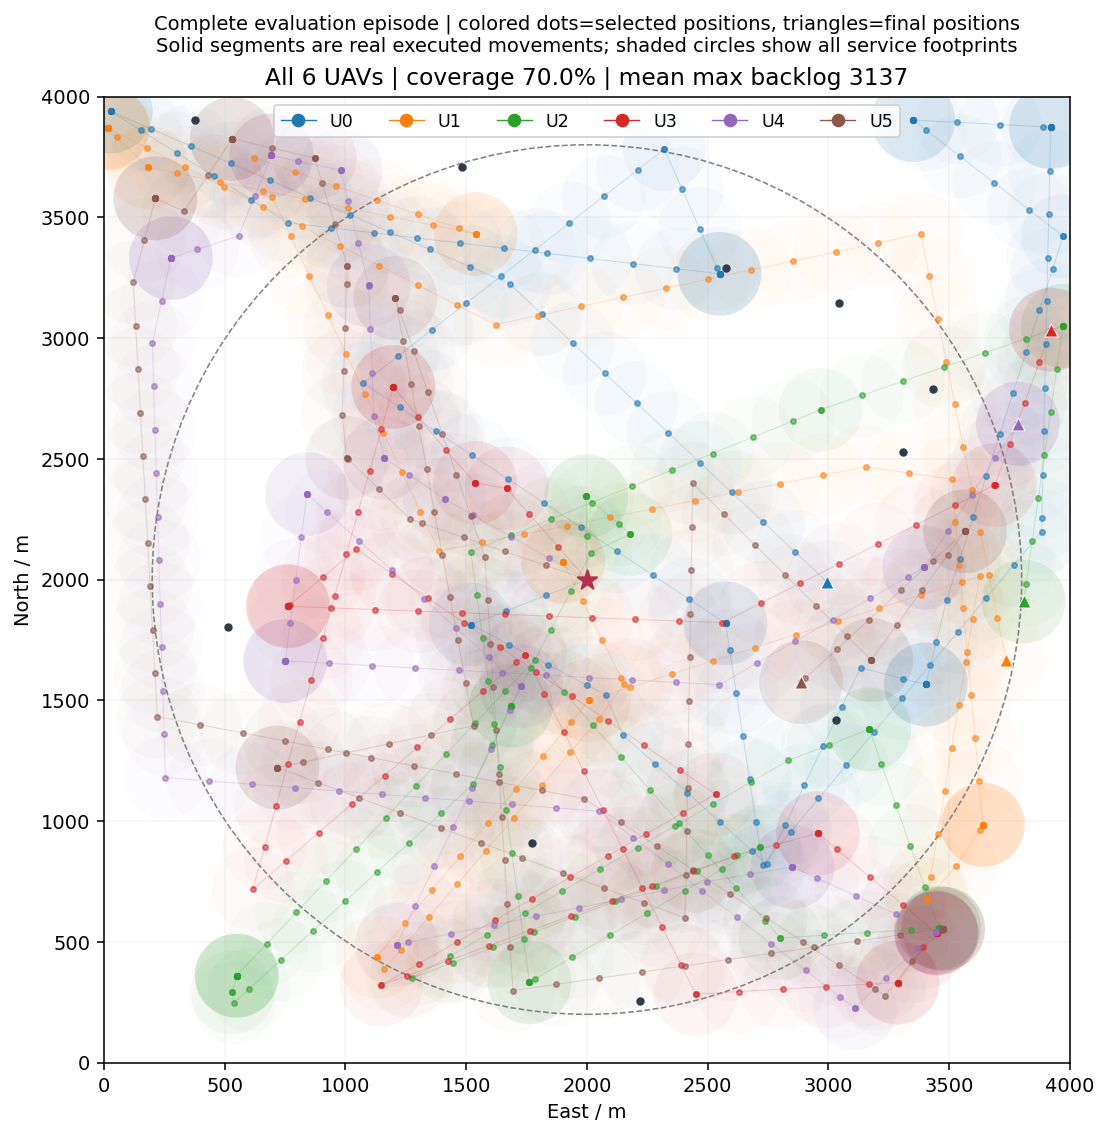 Complete evaluation episode | colored dots=selected positions, triangles=final positions
Solid segments are real executed movements; shaded circles show all service footprints
All 6 UAVs | coverage 70.0% | mean max backlog 3137
U0 U1 U2 U3 U4 U5
4000
3500
3000
2500
2000
1500
1000
500
0
North / m
0 500 1000 1500 2000 2500 3000 3500 4000
East / m